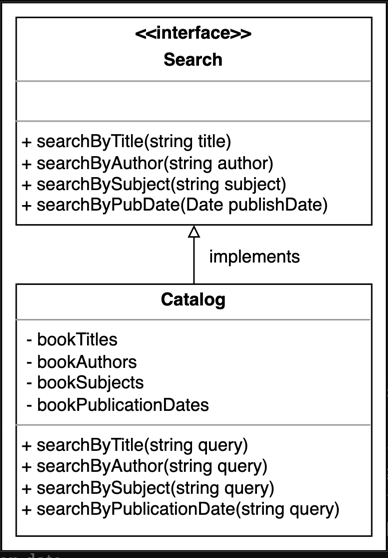 <<interface>>
Search
+ searchByTitle(string title)
+ searchByAuthor(string author)
+ searchBySubject(string subject)
+ searchByPubDate(Date publishDate)
implements
Catalog
- bookTitles
- bookAuthors
- bookSubjects
- bookPublicationDates
+ searchByTitle(string query)
+ searchByAuthor(string query)
+ searchBySubject(string query)
+ searchByPublicationDate(string query)